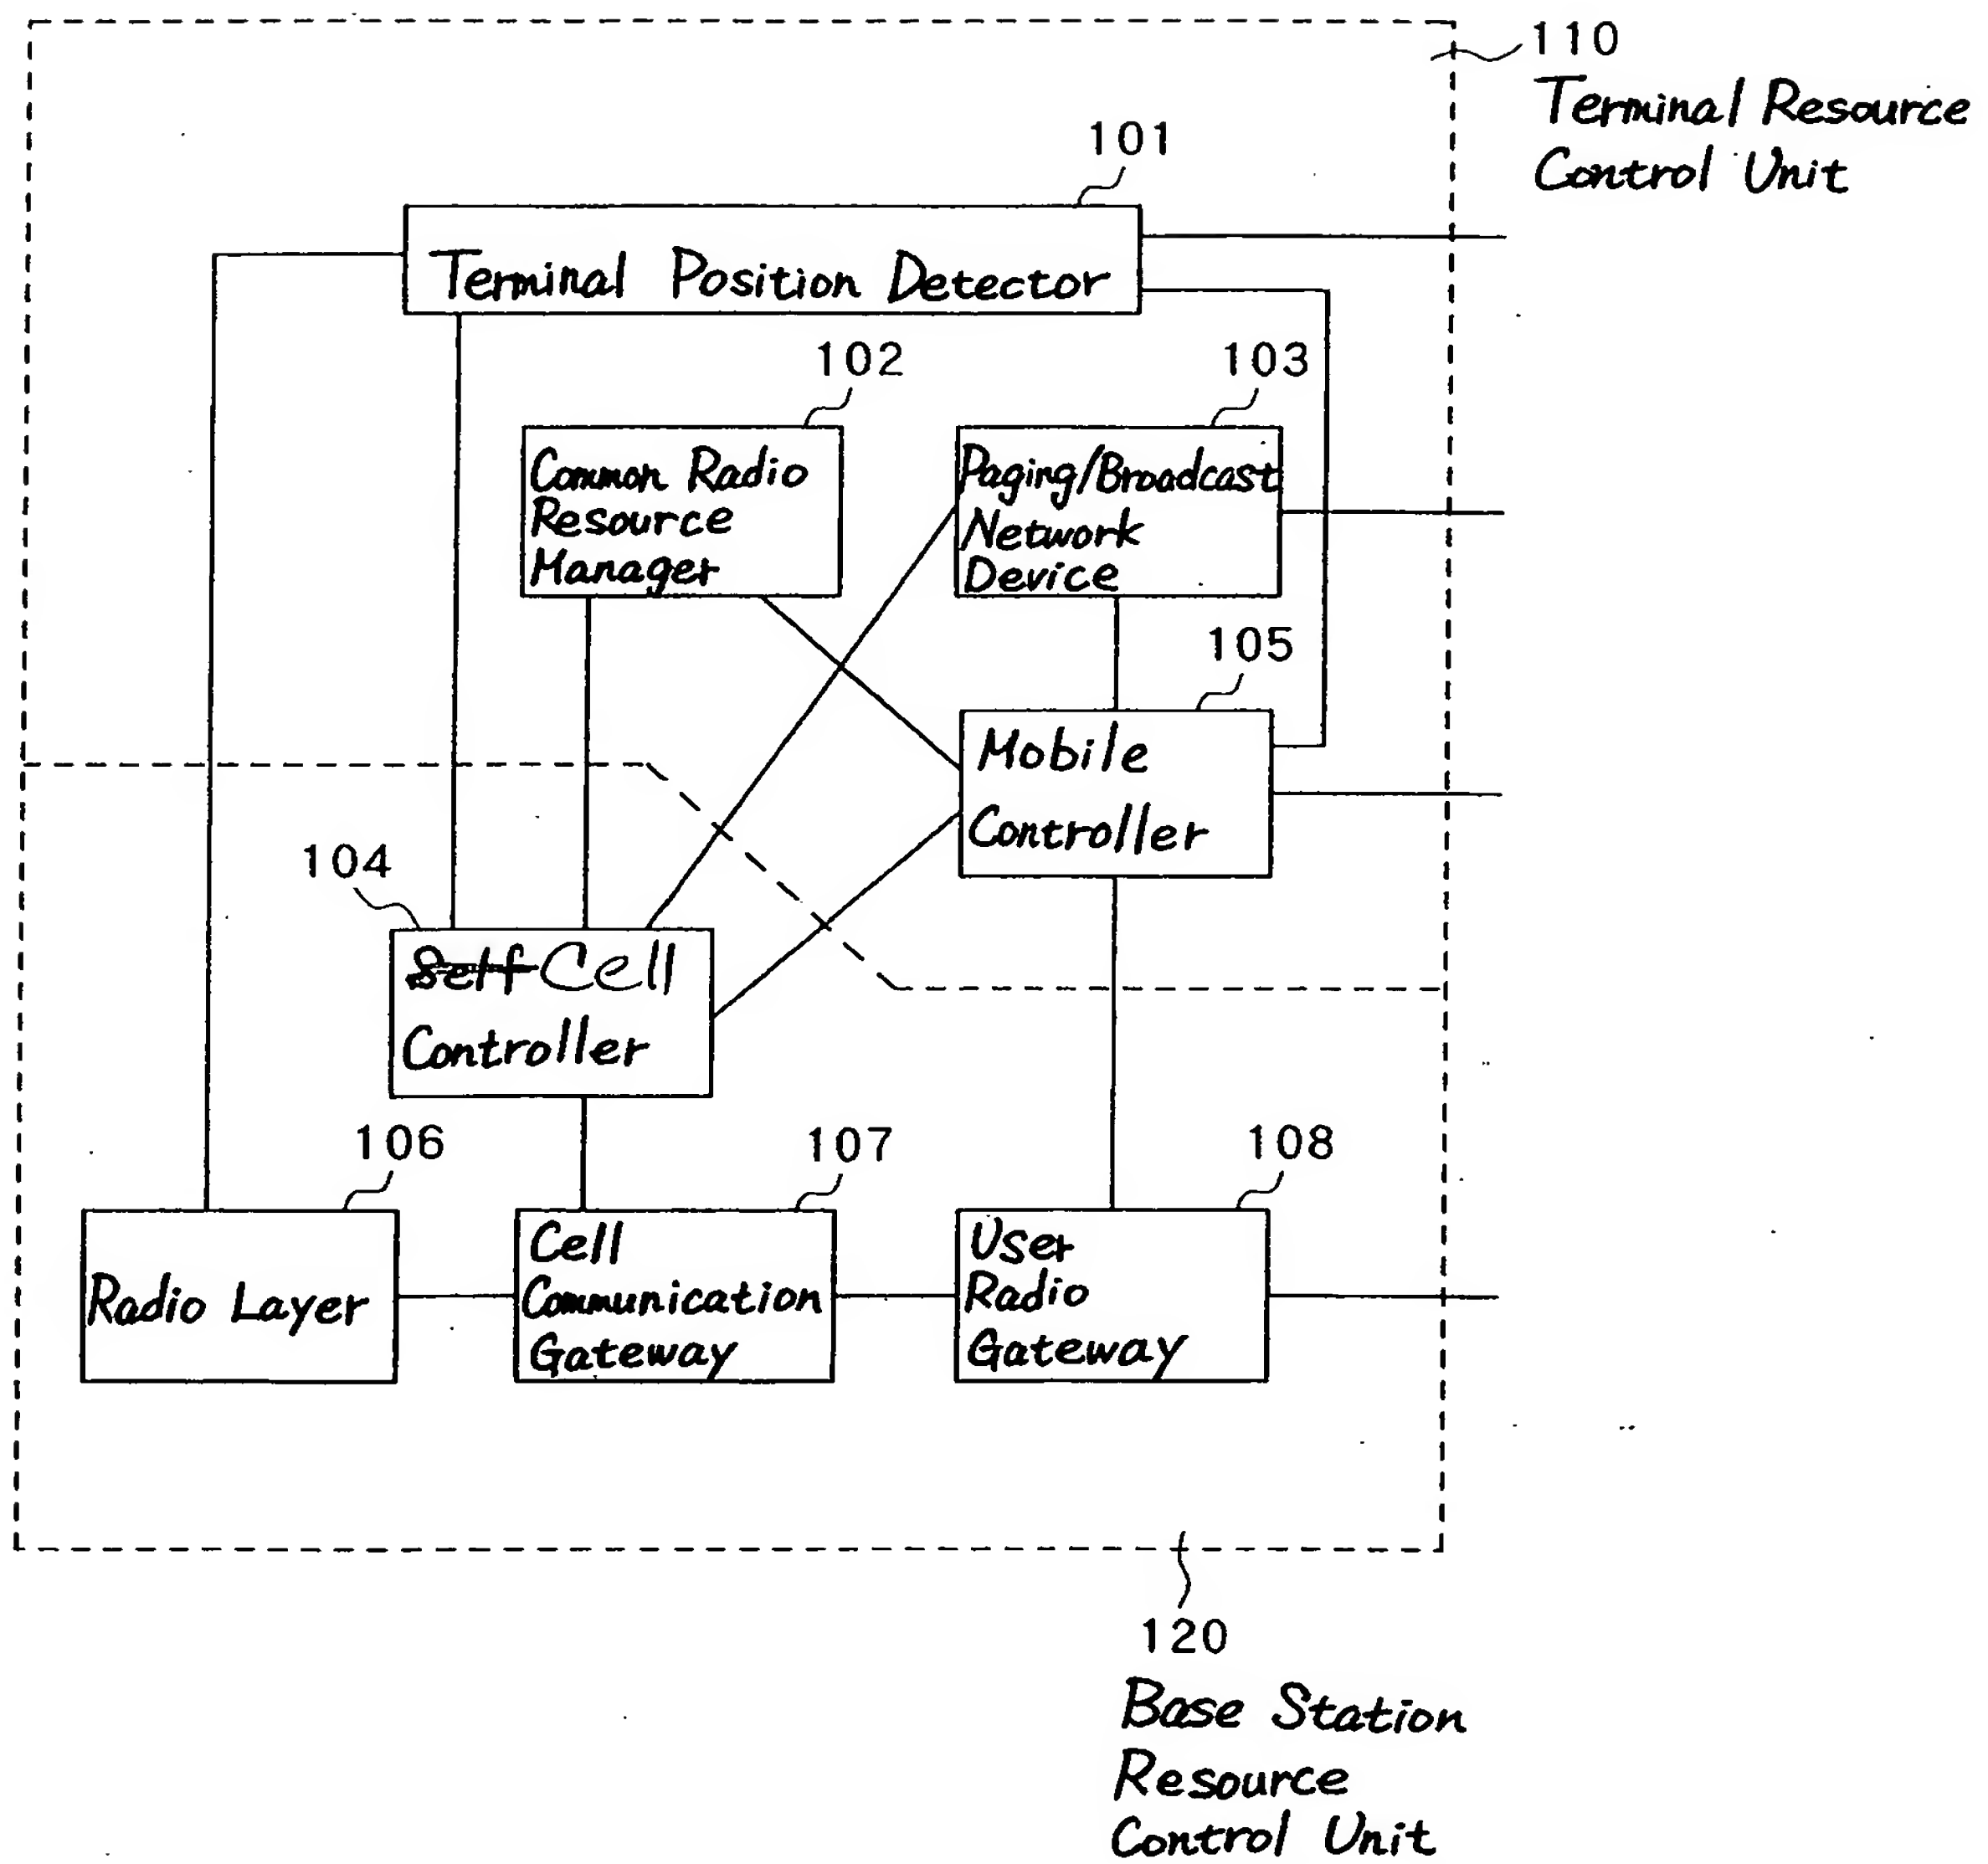 110
Terminal Resource
Control Unit
101
Terminal Position Detector
102
Common Radio
Resource
Manager
103
Paging/Broadcast
Network
Device
105
Mobile
Controller
104
Self Cell
Controller
106
Radio Layer
107
Cell
Communication
Gateway
108
User
Radio
Gateway
120
Base Station
Resource
Control Unit